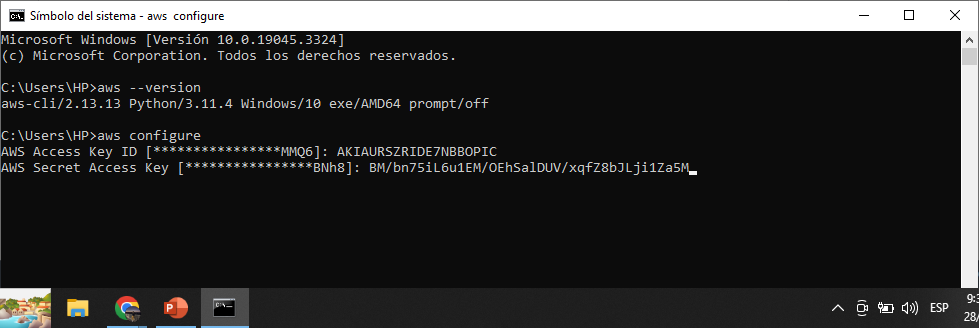 Símbolo del sistema - aws configure
Microsoft Windows [Versión 10.0.19045.3324]
(c) Microsoft Corporation. Todos los derechos reservados.
C:\Users\HP>aws --version
aws-cli/2.13.13 Python/3.11.4 Windows/10 exe/AMD64 prompt/off
C:\Users\HP>aws configure
AWS Access Key ID [****************MMQ6]: AKIAURSZRIDE7NBBOPIC
AWS Secret Access Key [****************BNh8]: 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
ESP